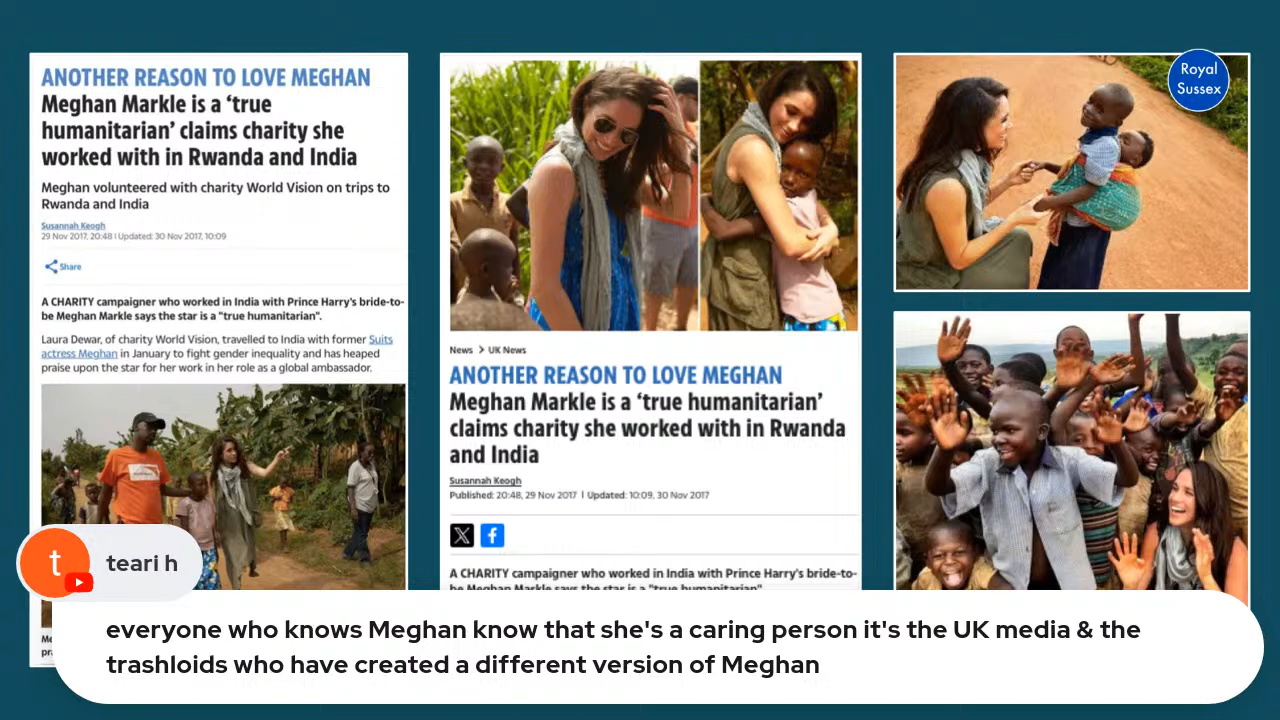 ANOTHER REASON TO LOVE MEGHAN
Meghan Markle is a ‘true
humanitarian’ claims charity she
worked with in Rwanda and India
Meghan volunteered with charity World Vision on trips to
Rwanda and India
Susannah Keogh
29 Nov 2017, 20:48 | Updated: 30 Nov 2017, 10:09
Share
A CHARITY campaigner who worked in India with Prince Harry's bride-to-
be Meghan Markle says the star is a "true humanitarian".
Laura Dewar, of charity World Vision, travelled to India with former Suits
actress Meghan in January to fight gender inequality and has heaped
praise upon the star for her work in her role as a global ambassador.
News > UK News
ANOTHER REASON TO LOVE MEGHAN
Meghan Markle is a ‘true humanitarian’
claims charity she worked with in Rwanda
and India
Susannah Keogh
Published: 20:48, 29 Nov 2017 | Updated: 10:09, 30 Nov 2017
A CHARITY campaigner who worked in India with Prince Harry's bride-to-
be Meghan Markle says the star is a "true humanitarian"
Royal
Sussex
t
teari h
everyone who knows Meghan know that she's a caring person it's the UK media & the
trashloids who have created a different version of Meghan